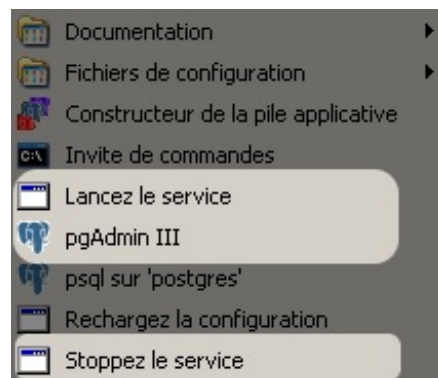 Documentation
Fichiers de configuration
Constructeur de la pile applicative
Invite de commandes
Lancez le service
pgAdmin III
psql sur 'postgres'
Rechargez la configuration
Stoppez le service